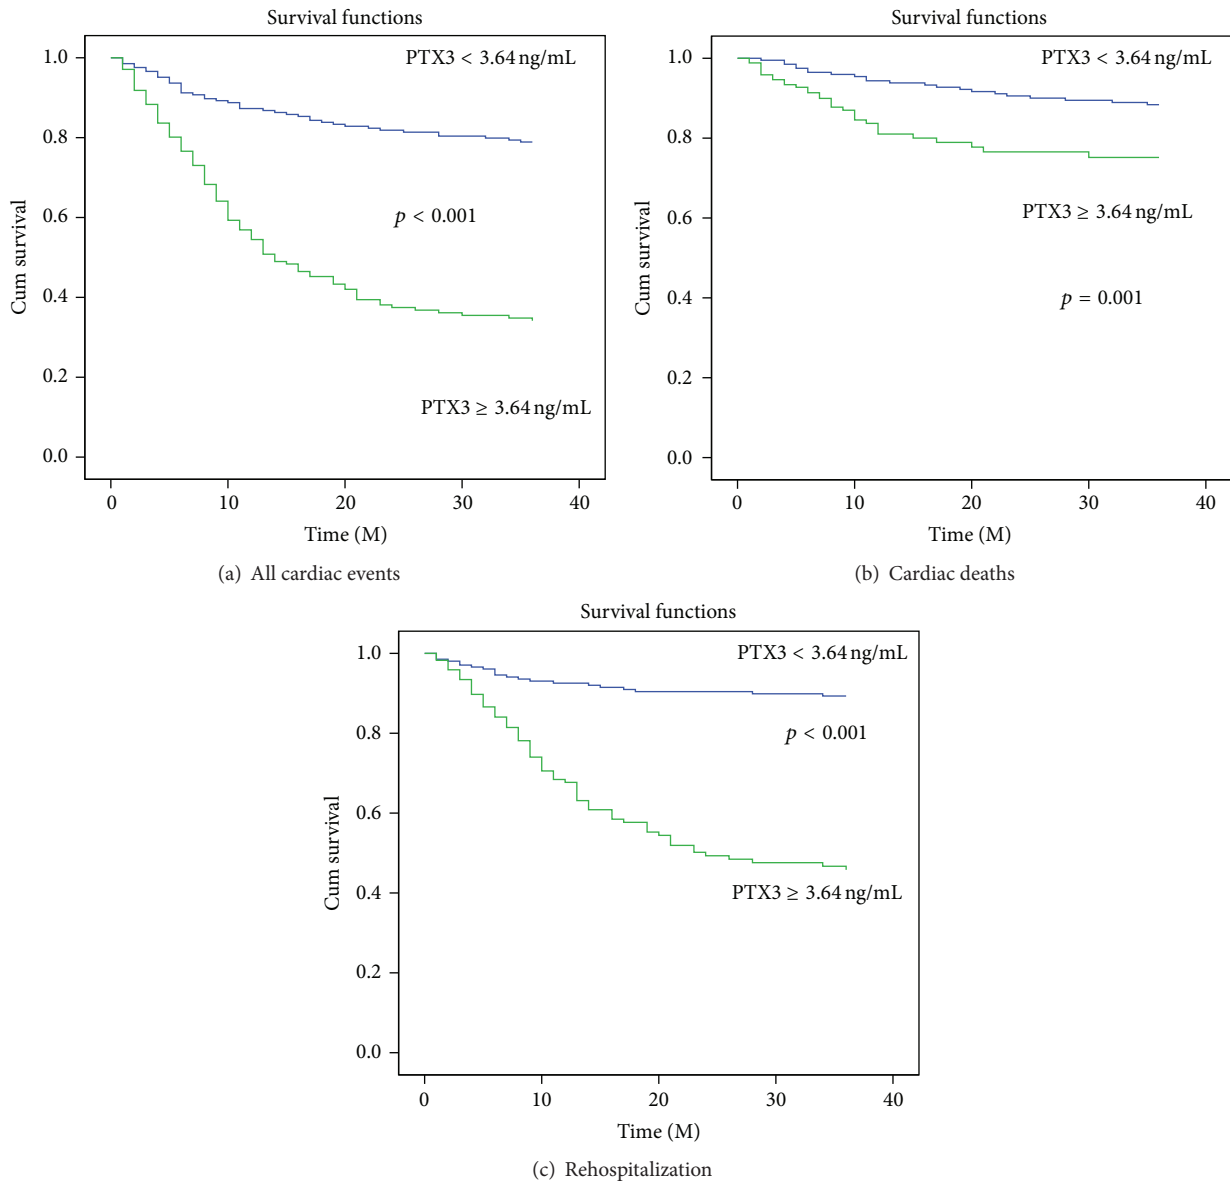 Survival functions
1.0
0.8
0.6
0.4
0.2
0.0
Cum survival
PTX3 < 3.64 ng/mL
p < 0.001
PTX3 ≥ 3.64 ng/mL
0 10 20 30 40
Time (M)
(a) All cardiac events
Survival functions
1.0
0.8
0.6
0.4
0.2
0.0
Cum survival
PTX3 < 3.64 ng/mL
PTX3 ≥ 3.64 ng/mL
p = 0.001
0 10 20 30 40
Time (M)
(b) Cardiac deaths
Survival functions
1.0
0.8
0.6
0.4
0.2
0.0
Cum survival
PTX3 < 3.64 ng/mL
p < 0.001
PTX3 ≥ 3.64 ng/mL
0 10 20 30 40
Time (M)
(c) Rehospitalization